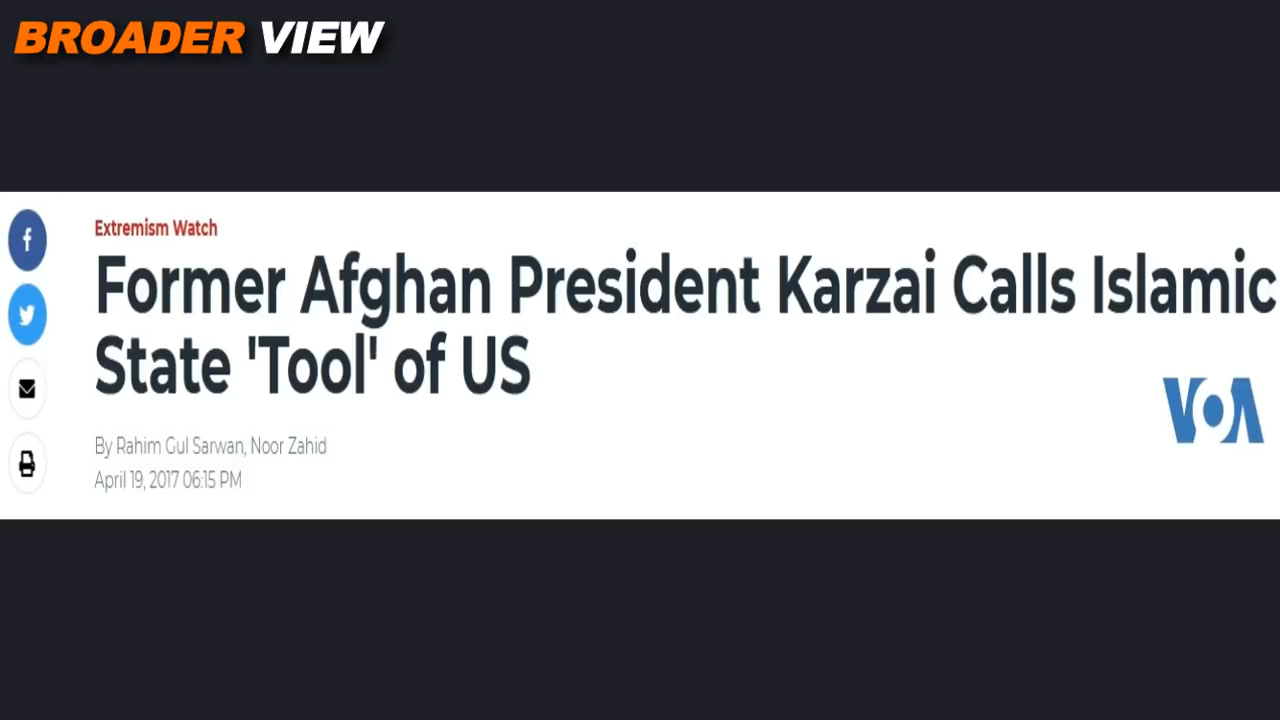 BROADER VIEW
Extremism Watch
Former Afghan President Karzai Calls Islamic
State 'Tool' of US
VOA
By Rahim Gul Sarwan, Noor Zahid
April 19, 2017 06:15 PM